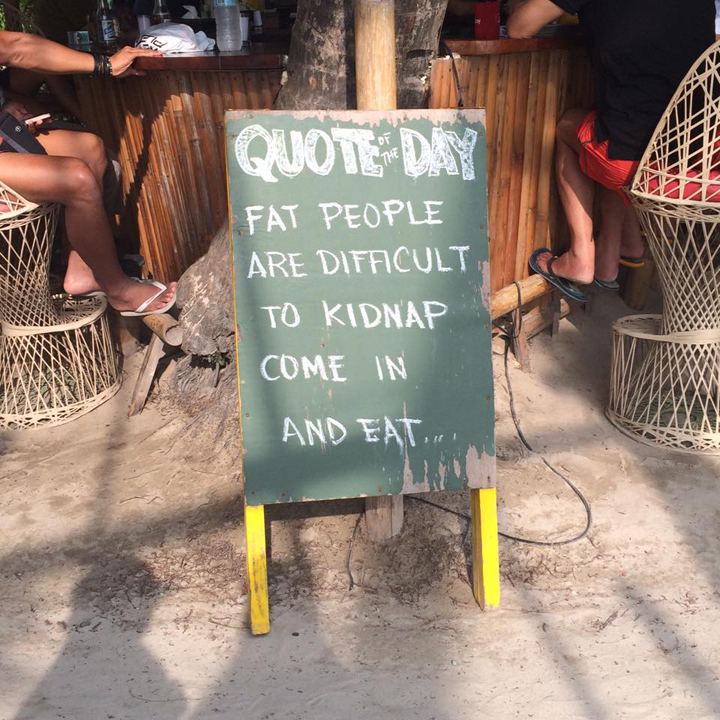 QUOTE OF THE DAY
FAT PEOPLE
ARE DIFFICULT
TO KIDNAP
COME IN
AND EAT....